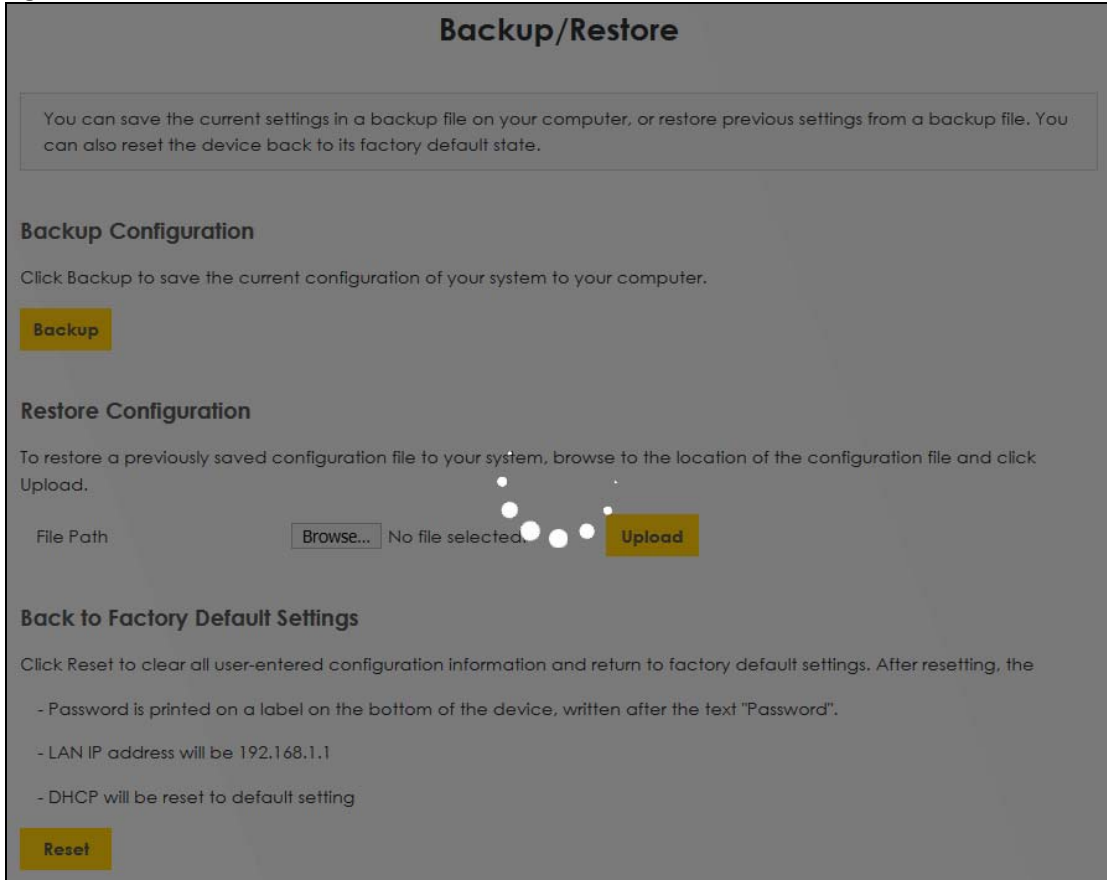 Backup/Restore
You can save the current settings in a backup file on your computer, or restore previous settings from a backup file. You
can also reset the device back to its factory default state.
Backup Configuration
Click Backup to save the current configuration of your system to your computer.
Backup
Restore Configuration
To restore a previously saved configuration file to your system, browse to the location of the configuration file and click
Upload.
File Path Browse... No file selected. Upload
Back to Factory Default Settings
Click Reset to clear all user-entered configuration information and return to factory default settings. After resetting, the
- Password is printed on a label on the bottom of the device, written after the text "Password".
- LAN IP address will be 192.168.1.1
- DHCP will be reset to default setting
Reset